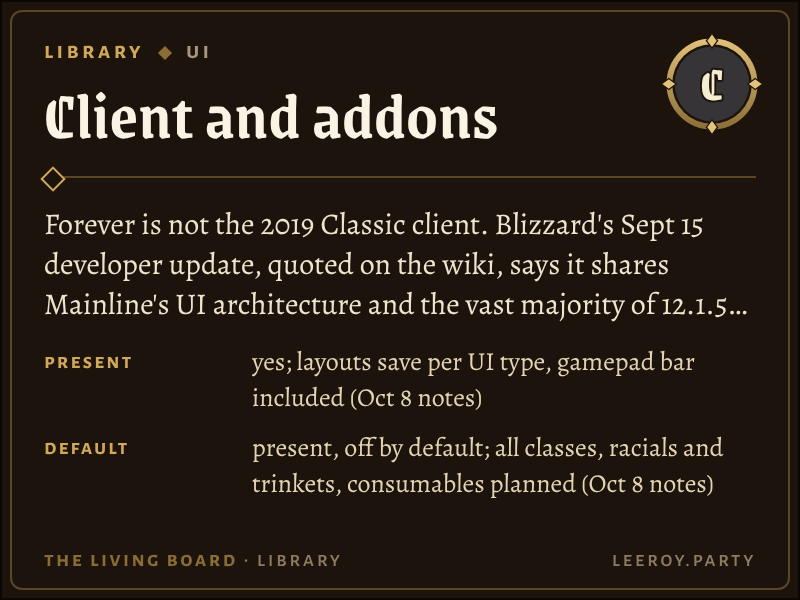 LIBRARY ◆ UI
C
Client and addons
Forever is not the 2019 Classic client. Blizzard's Sept 15
developer update, quoted on the wiki, says it shares
Mainline's UI architecture and the vast majority of 12.1.5…
PRESENT
yes; layouts save per UI type, gamepad bar
included (Oct 8 notes)
DEFAULT
present, off by default; all classes, racials and
trinkets, consumables planned (Oct 8 notes)
THE LIVING BOARD · LIBRARY
LEEROY.PARTY